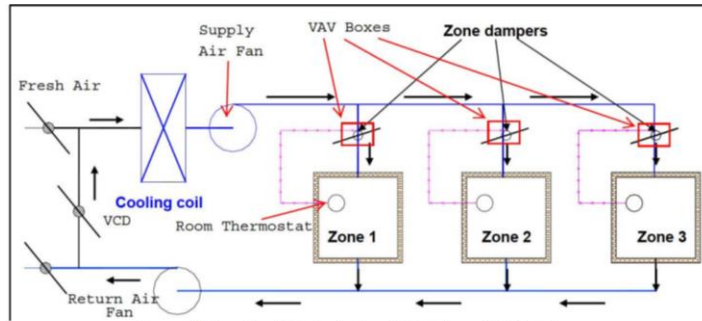 Supply
Air Fan
VAV Boxes
Zone dampers
Fresh Air
Cooling coil
VCD
Room Thermostat
Zone 1
Zone 2
Zone 3
Return Air
Fan